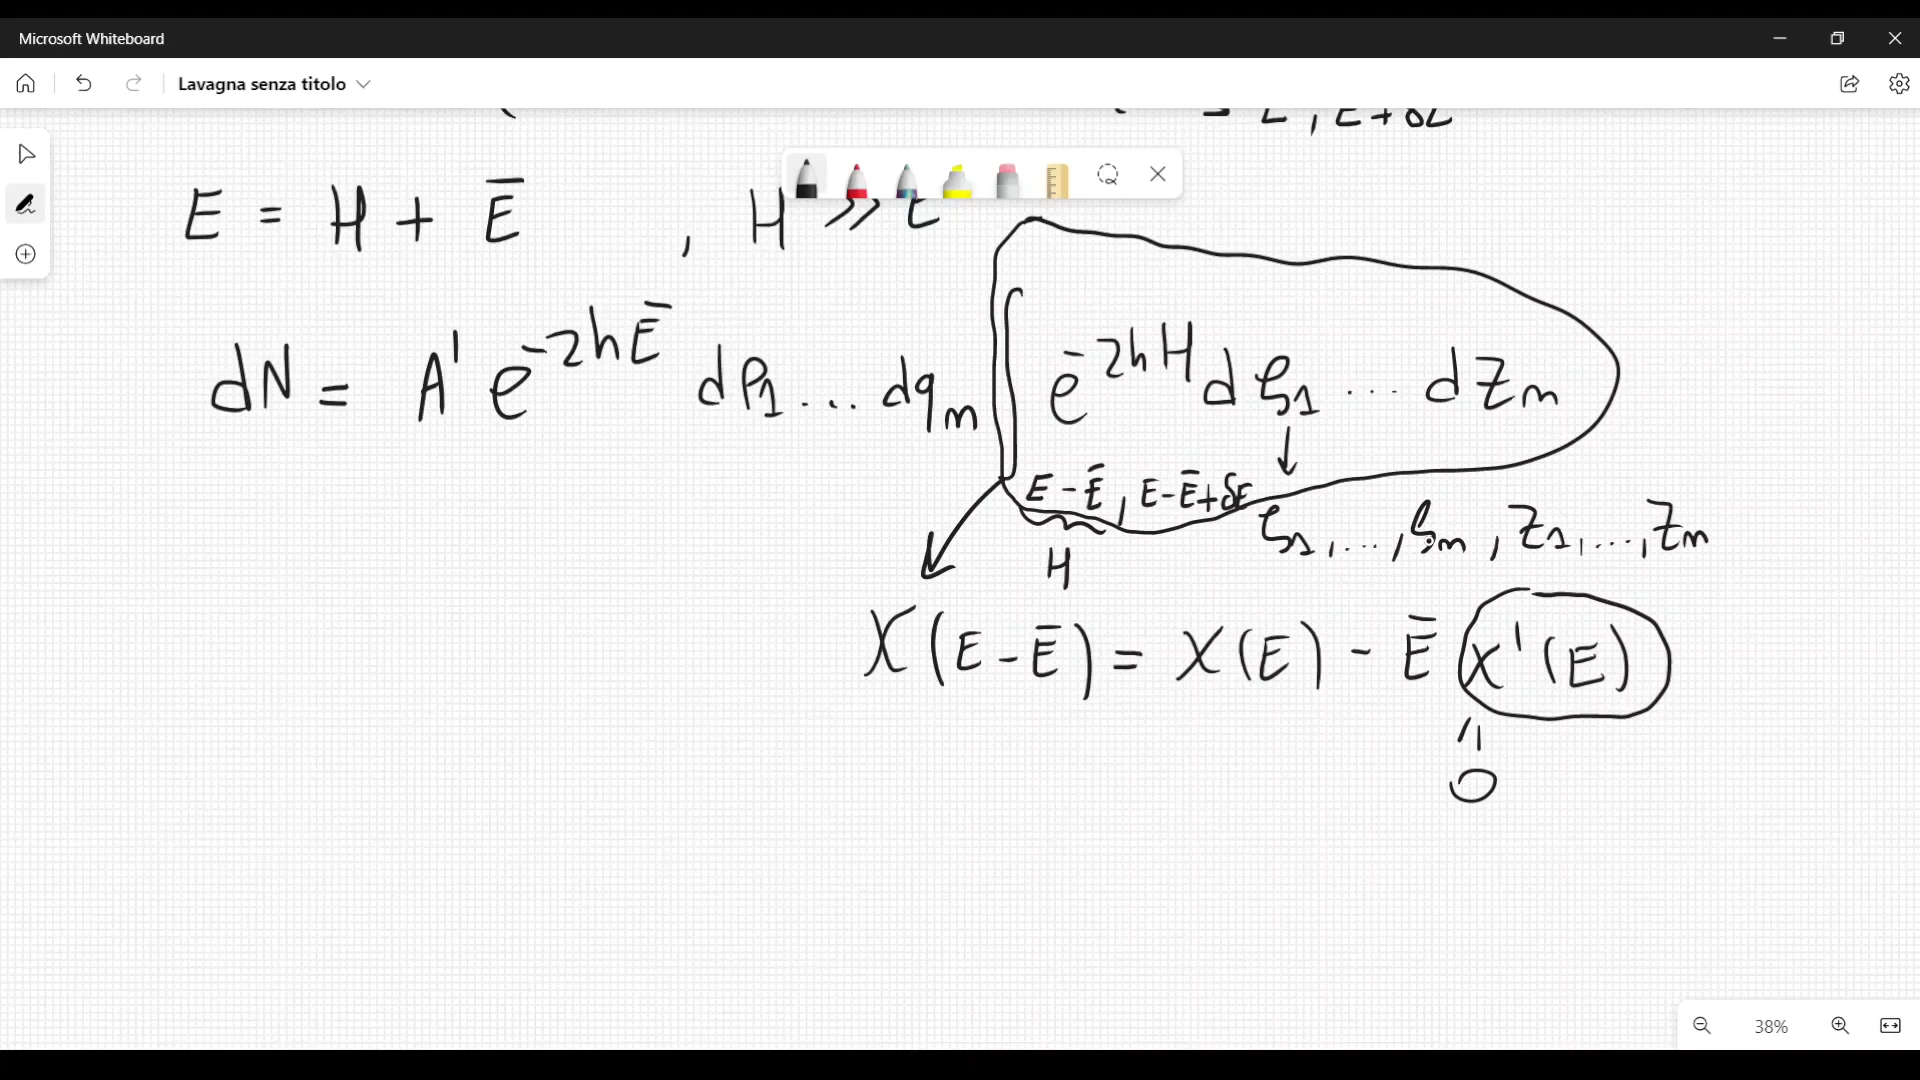 Microsoft Whiteboard
Lavagna senza titolo
E, E+δE
E = H + Ē , H >> E
dN = A' e^{-2hĒ} dp₁ ... dqₘ ∫ e^{-2hH} dξ₁ ... dZₘ
E-Ē, E-Ē+δE
H
ξ₁, ..., ξₘ, Z₁, ..., Zₘ
χ(E-Ē) = χ(E) - Ē χ'(E)
0
38%